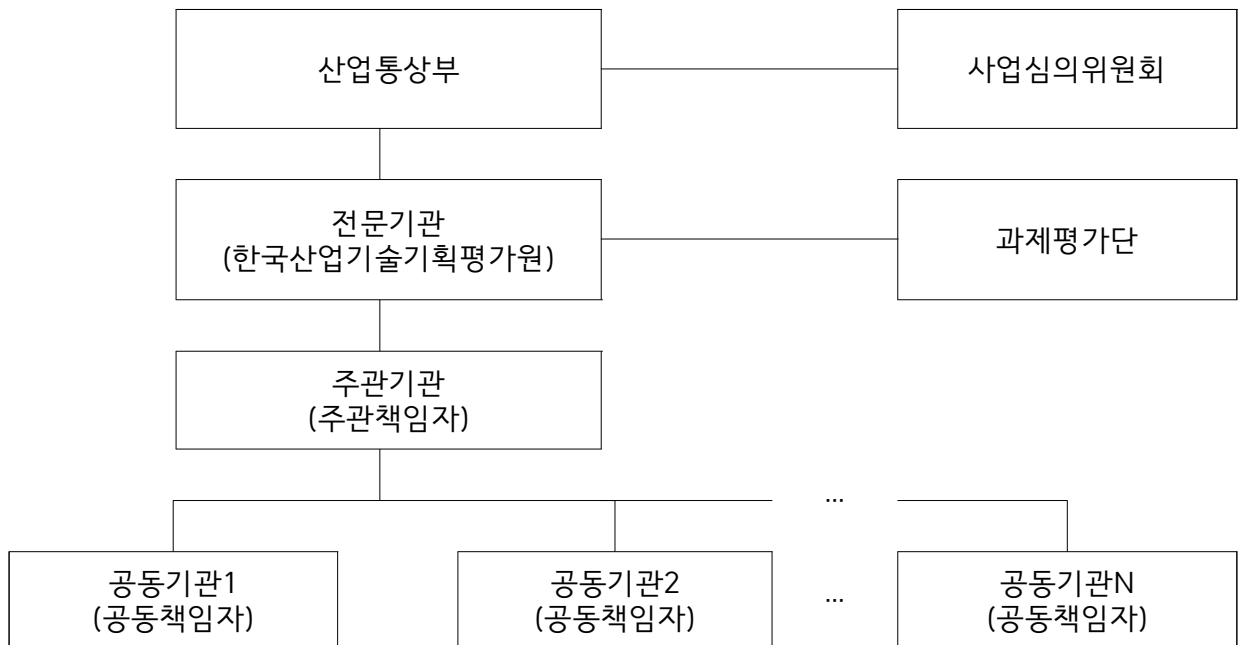 산업통상부
사업심의위원회
전문기관
(한국산업기술기획평가원)
과제평가단
주관기관
(주관책임자)
...
공동기관1
(공동책임자)
공동기관2
(공동책임자)
...
공동기관N
(공동책임자)